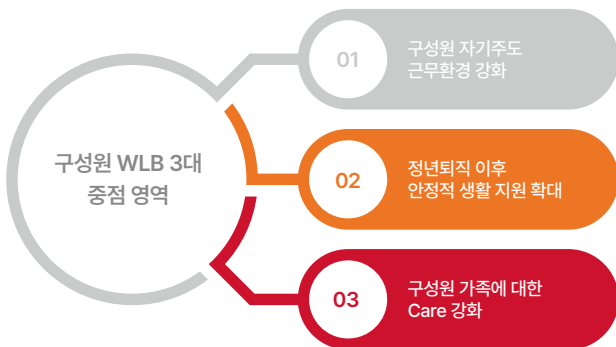 구성원 WLB 3대
중점 영역
01
구성원 자기주도
근무환경 강화
02
정년퇴직 이후
안정적 생활 지원 확대
03
구성원 가족에 대한
Care 강화